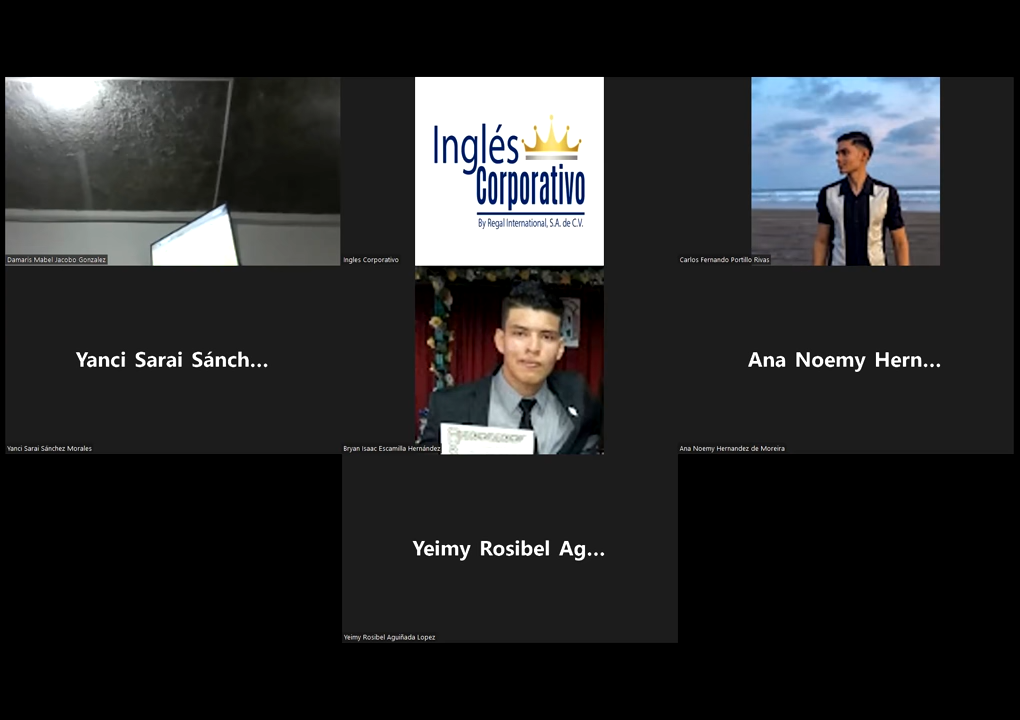 Inglés
Corporativo
By Regal International, S.A. de C.V.
Damaris Mabel Jacobo Gonzalez
Ingles Corporativo
Carlos Fernando Portillo Rivas
Yanci Sarai Sánch...
Ana Noemy Hern...
Yanci Sarai Sánchez Morales
Bryan Isaac Escamilla Hernández
Ana Noemy Hernandez de Moreira
Yeimy Rosibel Ag...
Yeimy Rosibel Aguiñada Lopez